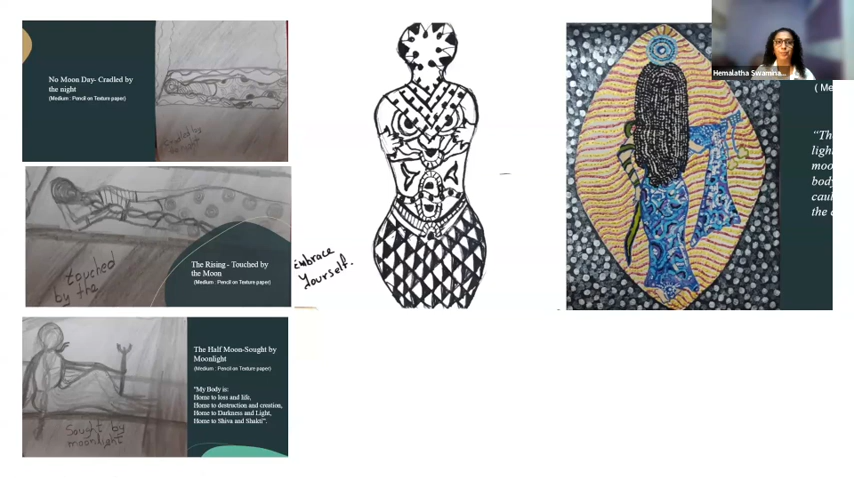 No Moon Day- Cradled by
the night
(Medium : Pencil on Texture paper)
Cradled by
the night
touched
by the
The Rising - Touched by
the Moon
(Medium : Pencil on Texture paper)
Sought by
moonlight
The Half Moon-Sought by
Moonlight
(Medium : Pencil on Texture paper)
"My Body is:
Home to loss and life,
Home to destruction and creation,
Home to Darkness and Light,
Home to Shiva and Shakti".
Embrace
Yourself.
Hemalatha Swamina...
( Me
"Th
ligh
moo
body
cau
the c